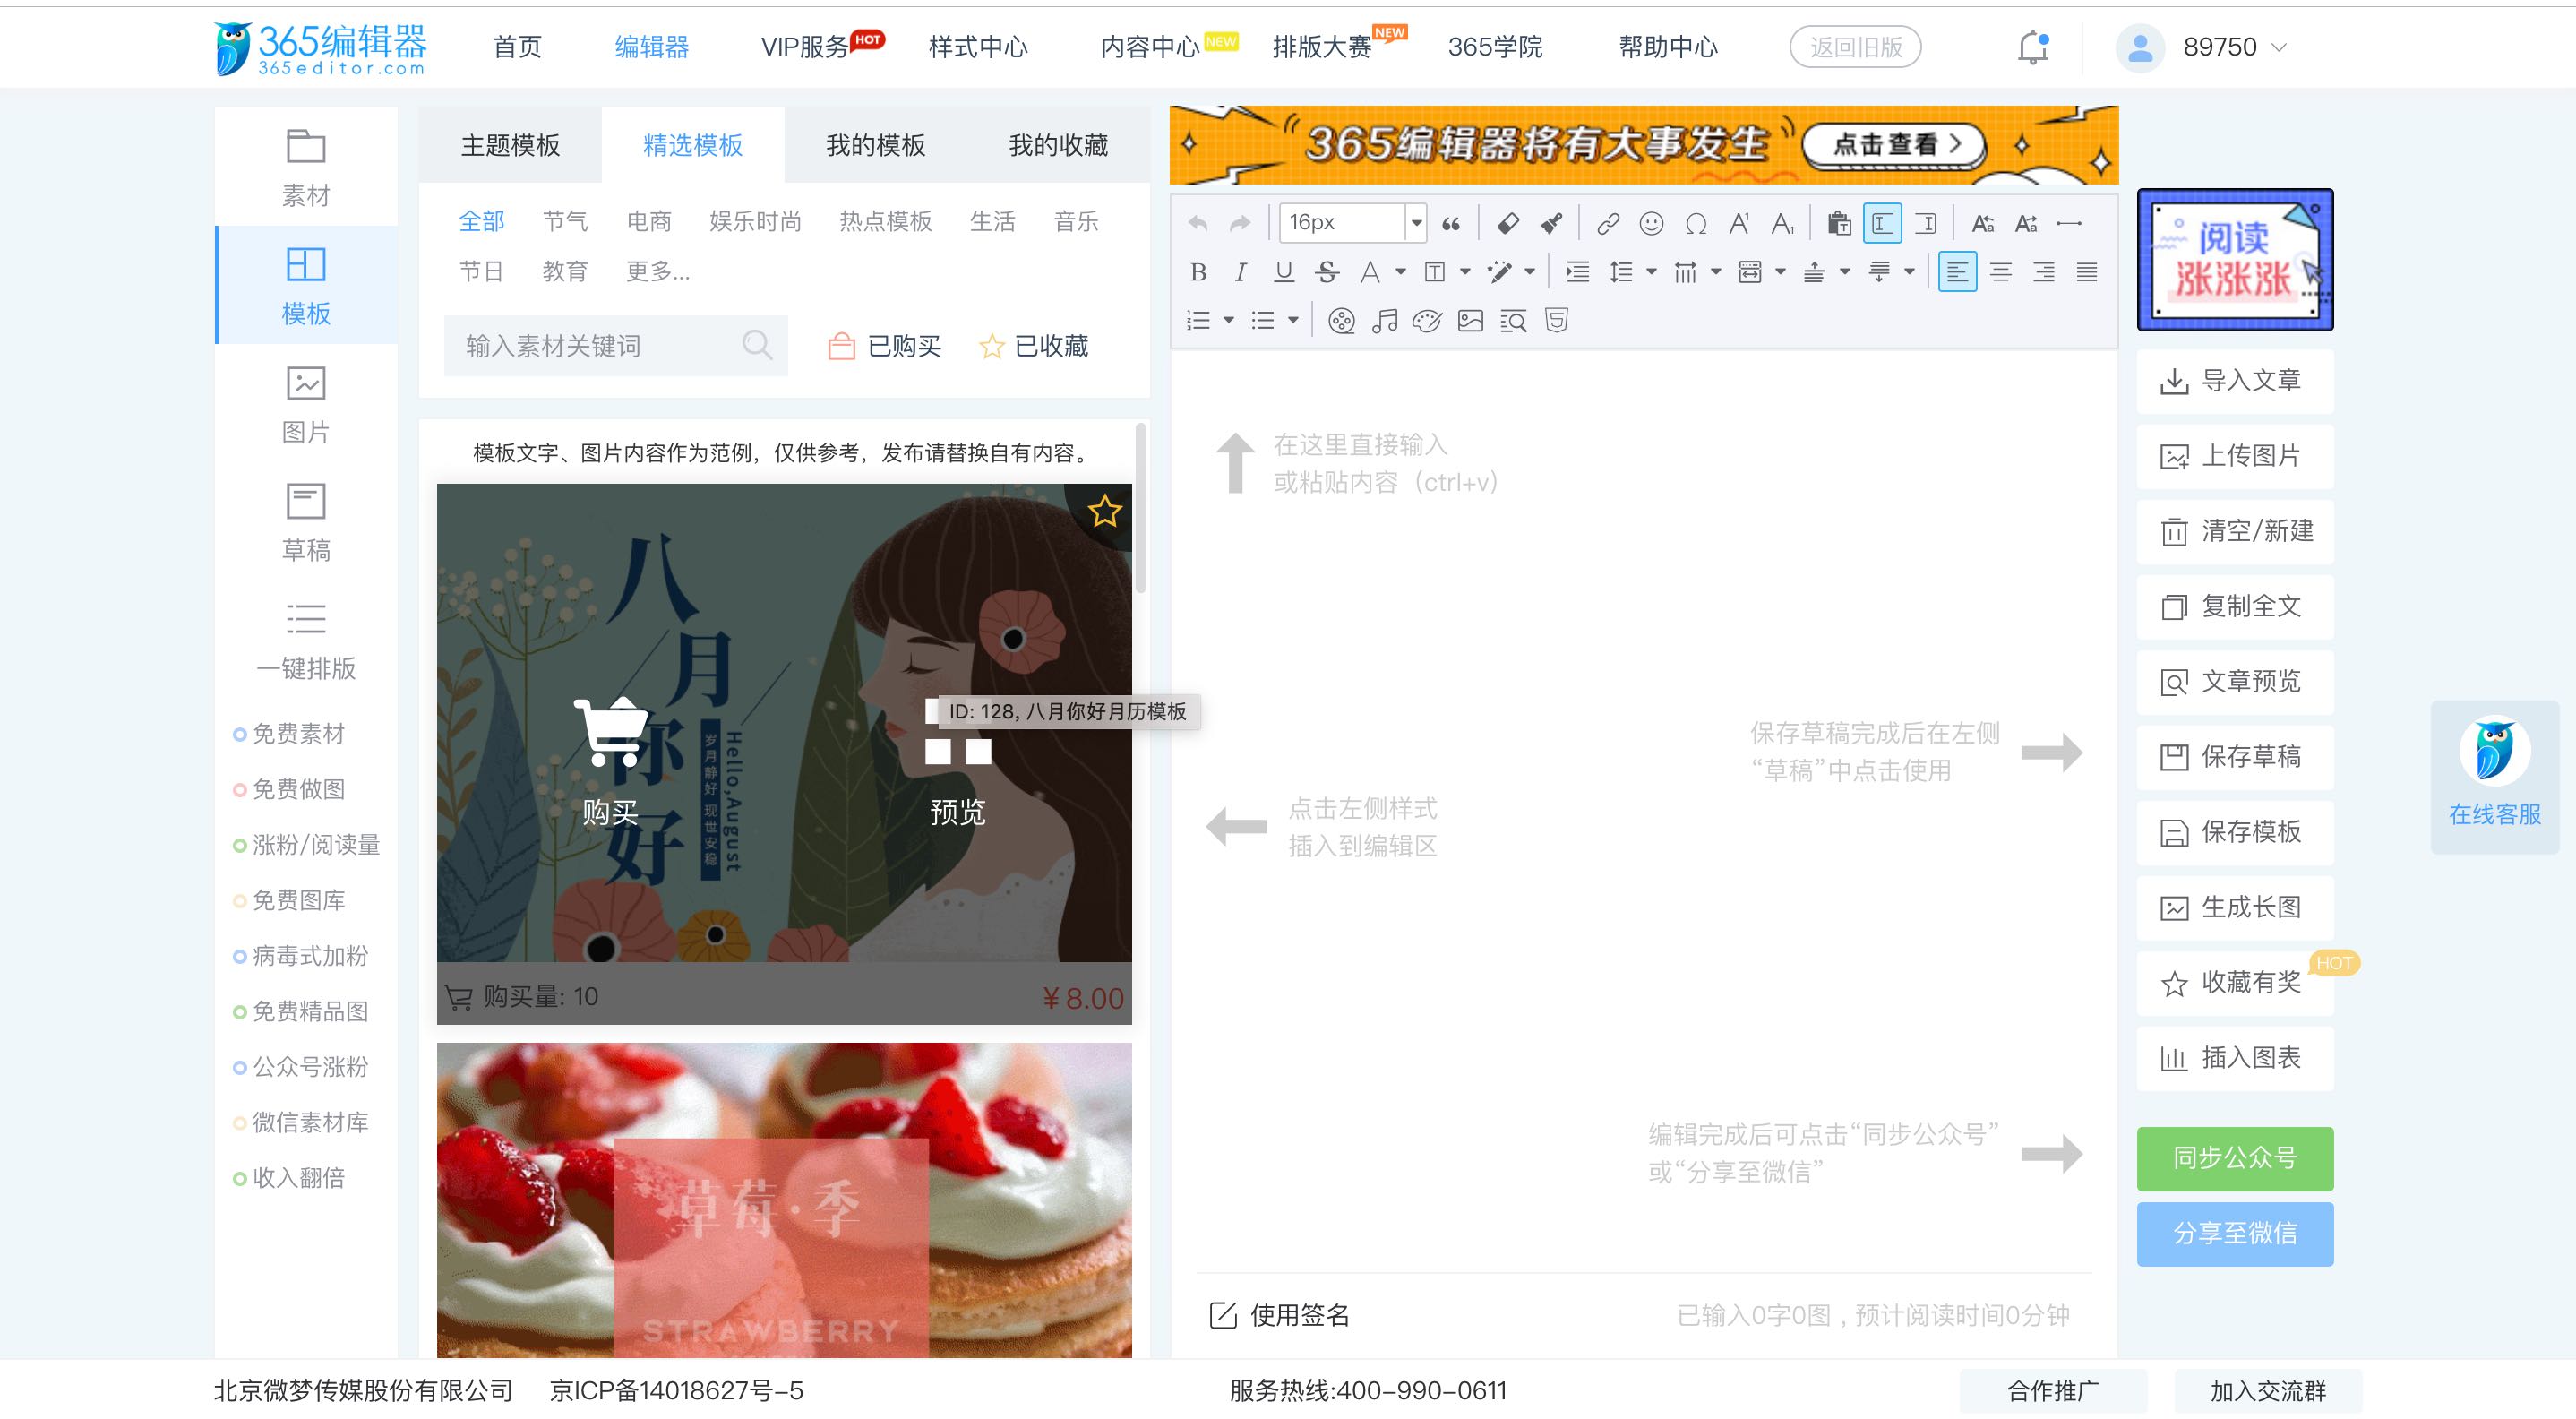 365编辑器
365editor.com
首页
编辑器
VIP服务
HOT
样式中心
内容中心
NEW
排版大赛
NEW
365学院
帮助中心
返回旧版
89750
素材
模板
图片
草稿
一键排版
免费素材
免费做图
涨粉/阅读量
免费图库
病毒式加粉
免费精品图
公众号涨粉
微信素材库
收入翻倍
主题模板
精选模板
我的模板
我的收藏
全部 节气 电商 娱乐时尚 热点模板 生活 音乐
节日 教育 更多...
输入素材关键词
已购买
已收藏
模板文字、图片内容作为范例，仅供参考，发布请替换自有内容。
八月你好
Hello,August
岁月静好 现世安稳
购买
预览
ID: 128, 八月你好月历模板
购买量: 10
¥8.00
草莓·季
STRAWBERRY
365编辑器将有大事发生
点击查看
16px
在这里直接输入
或粘贴内容（ctrl+v）
保存草稿完成后在左侧
“草稿”中点击使用
点击左侧样式
插入到编辑区
编辑完成后可点击“同步公众号”
或“分享至微信”
使用签名
已输入0字0图，预计阅读时间0分钟
阅读
涨涨涨
导入文章
上传图片
清空/新建
复制全文
文章预览
保存草稿
保存模板
生成长图
收藏有奖
HOT
插入图表
同步公众号
分享至微信
在线客服
北京微梦传媒股份有限公司
京ICP备14018627号-5
服务热线:400-990-0611
合作推广
加入交流群